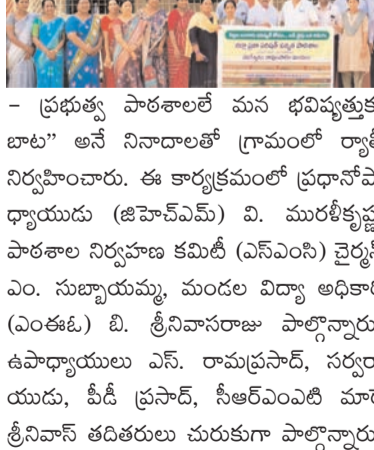 – ప్రభుత్వ పాఠశాలలే మన భవిష్యత్తుకు
బాట” అనే నినాదాలతో గ్రామంలో ర్యాలీ
నిర్వహించారు. ఈ కార్యక్రమంలో ప్రధానోపా
ధ్యాయుడు (జిహెచ్ఎమ్) వి. మురళీకృష్ణ
పాఠశాల నిర్వహణ కమిటీ (ఎస్ఎంసి) చైర్మన్
ఎం. సుబ్బాయమ్మ, మండల విద్యా అధికారి
(ఎంఈఓ) బి. శ్రీనివాసరాజు పాల్గొన్నారు
ఉపాధ్యాయులు ఎస్. రామప్రసాద్,
యుడు, పీడీ ప్రసాద్, సీఆర్ఎంఎటి
శ్రీనివాస్ తదితరులు చురుకుగా పాల్గొన్నారు